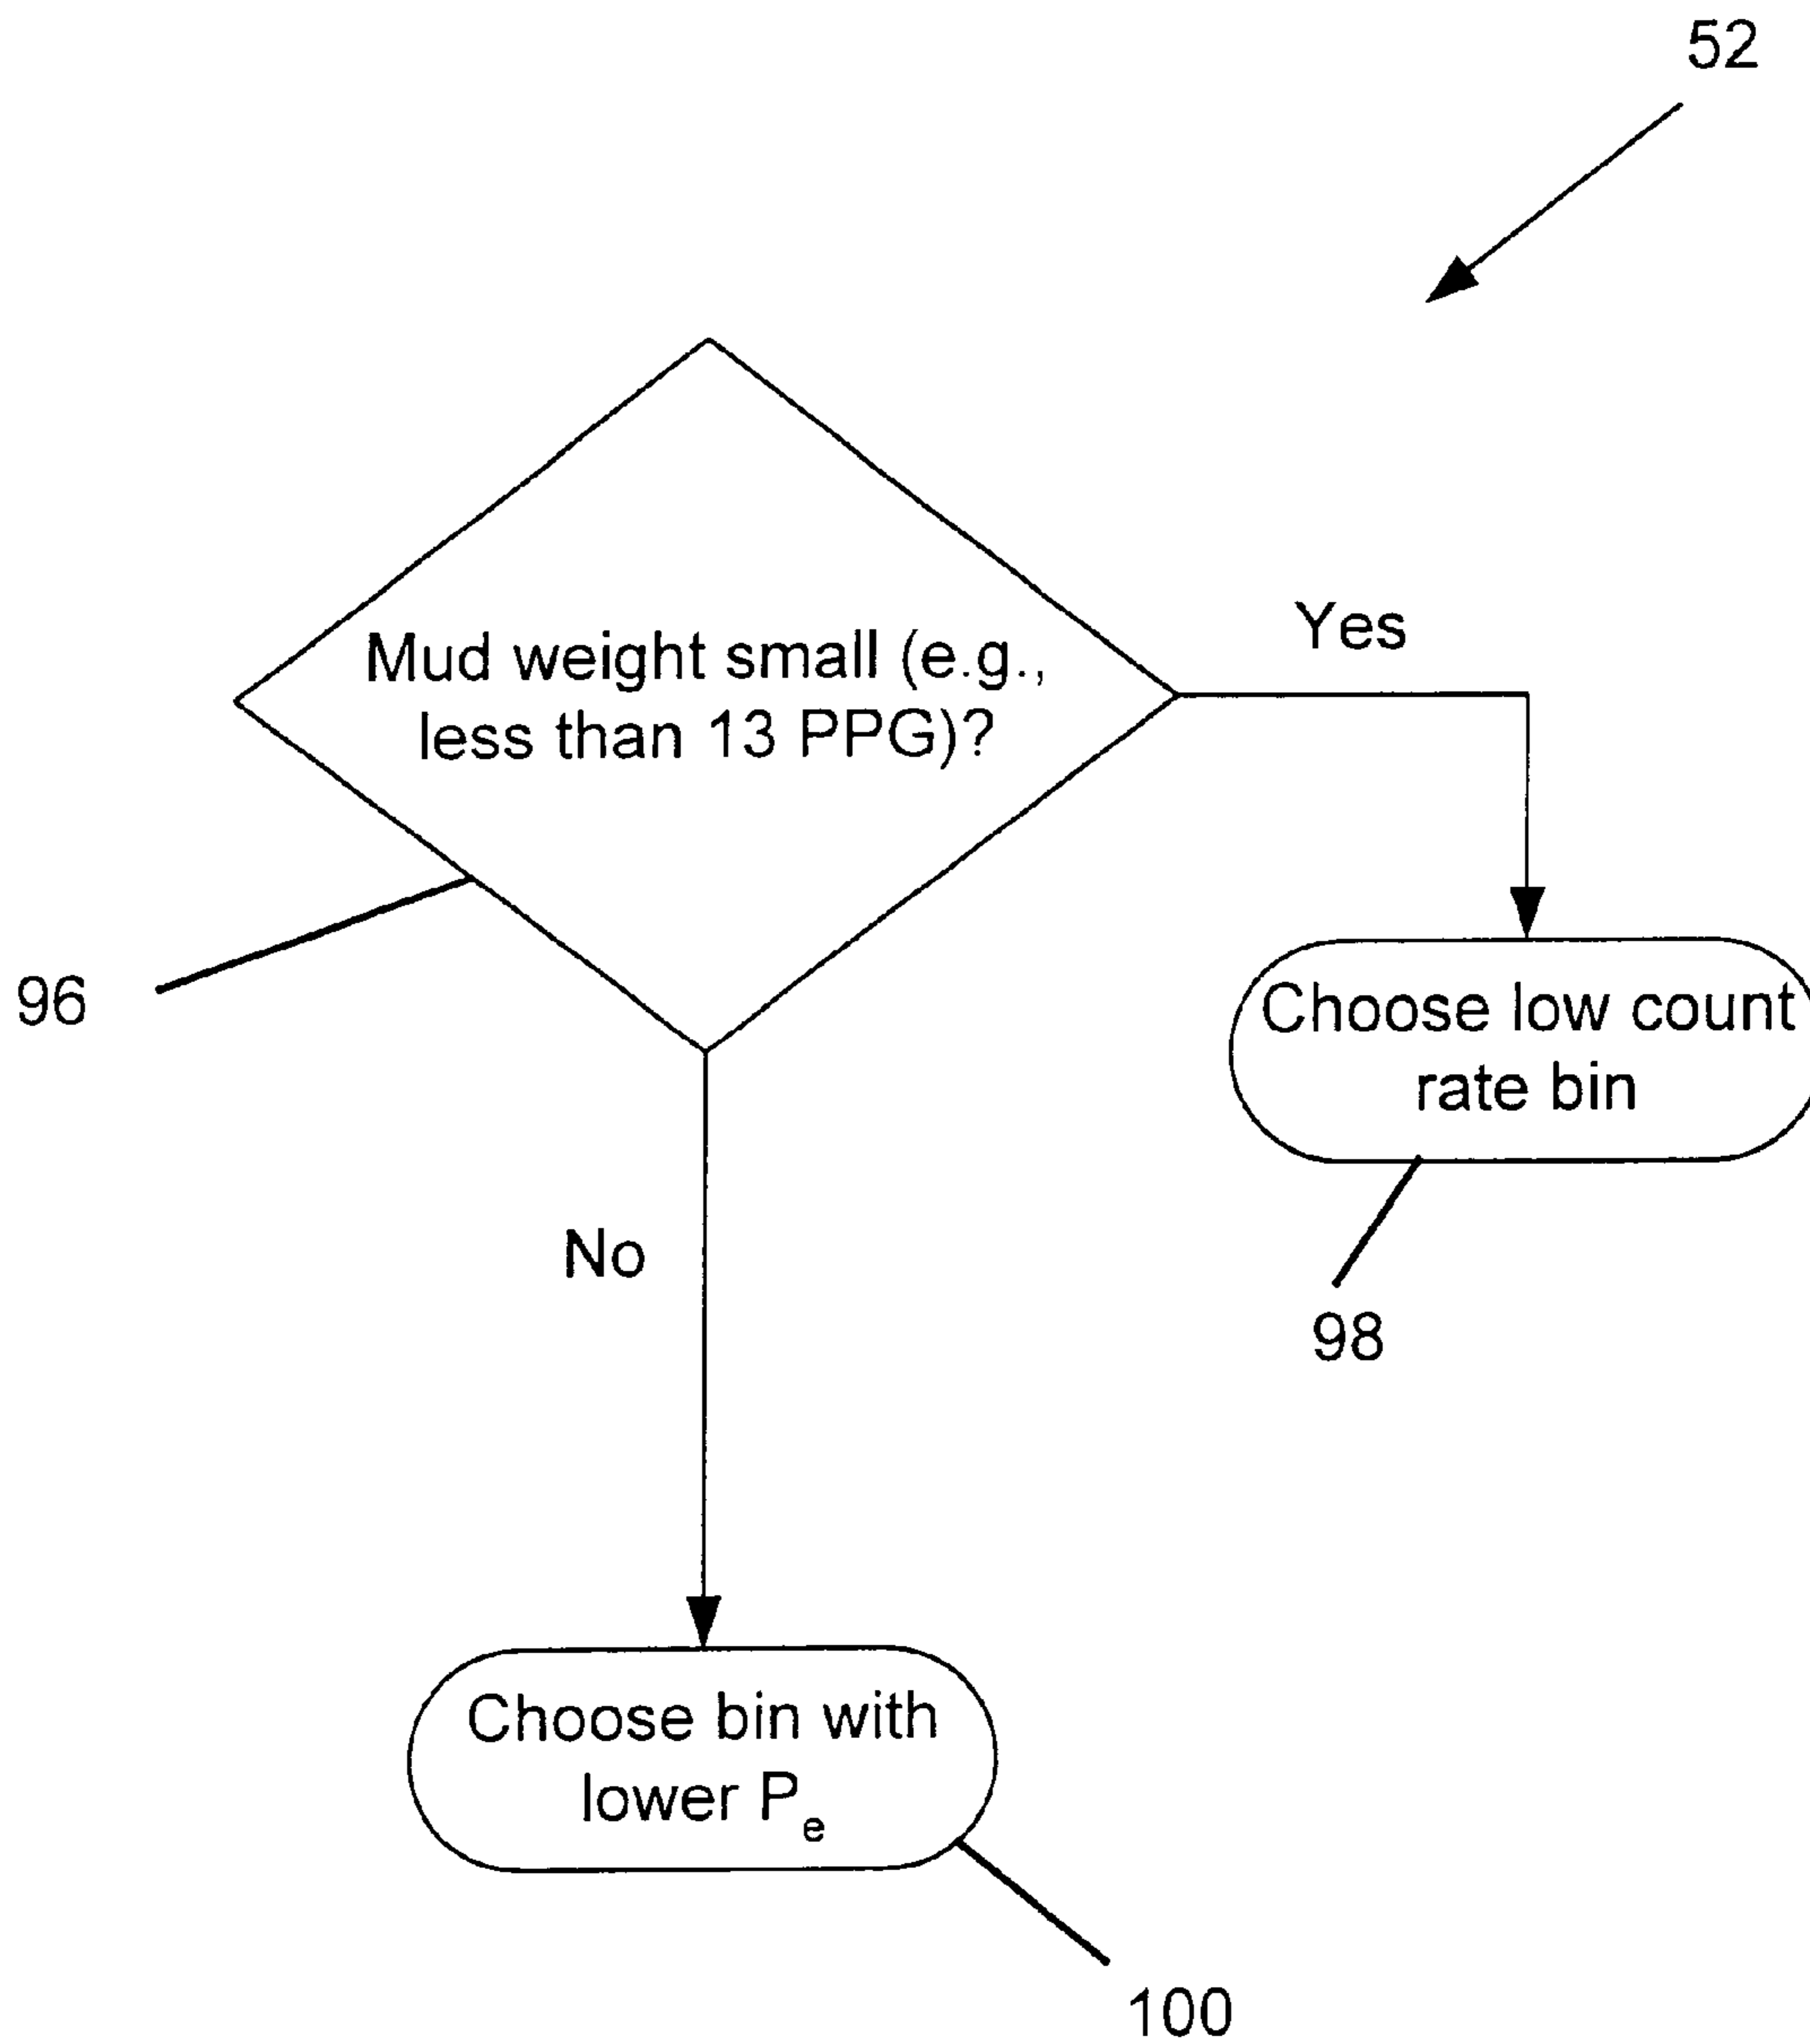 52
Mud weight small (e.g.,
less than 13 PPG)?
Yes
96
Choose low count
rate bin
No
98
Choose bin with
lower Pₑ
100